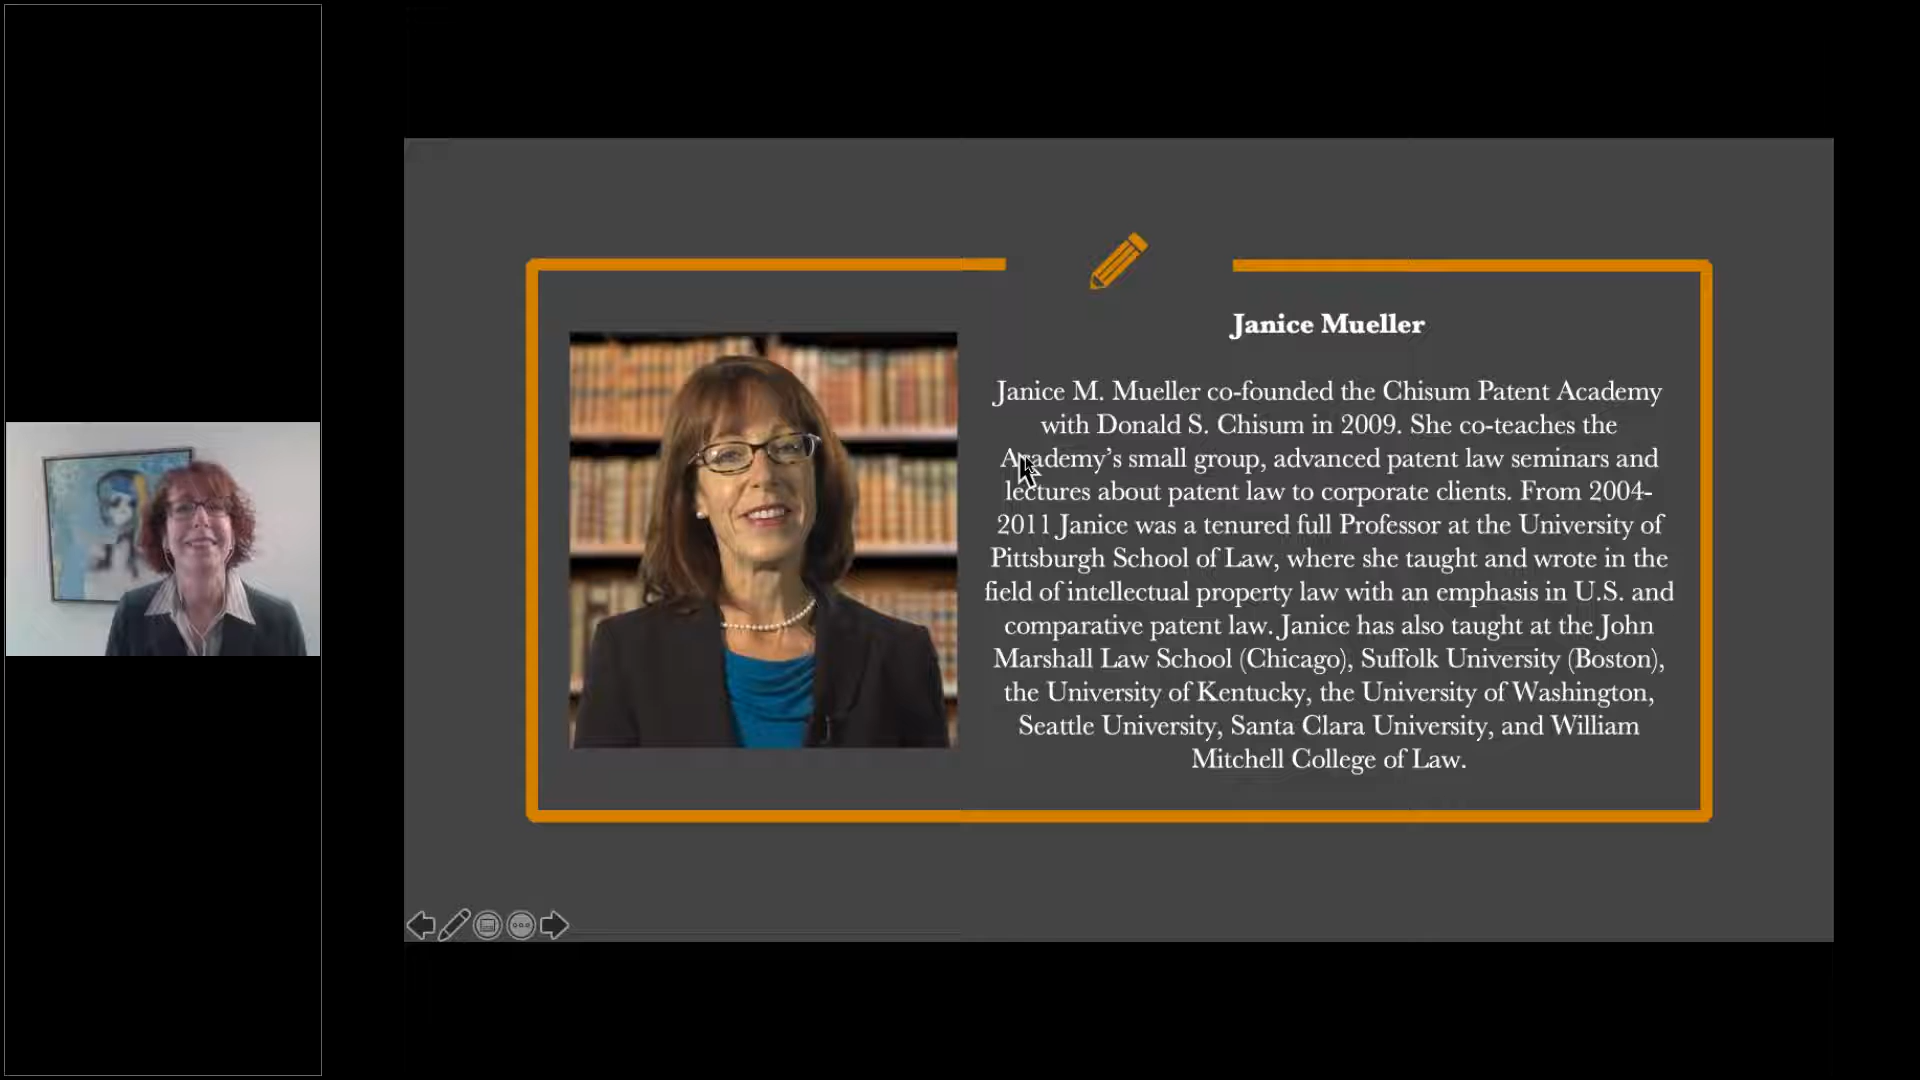 Janice Mueller
Janice M. Mueller co-founded the Chisum Patent Academy
with Donald S. Chisum in 2009. She co-teaches the
Academy’s small group, advanced patent law seminars and
lectures about patent law to corporate clients. From 2004-
2011 Janice was a tenured full Professor at the University of
Pittsburgh School of Law, where she taught and wrote in the
field of intellectual property law with an emphasis in U.S. and
comparative patent law. Janice has also taught at the John
Marshall Law School (Chicago), Suffolk University (Boston),
the University of Kentucky, the University of Washington,
Seattle University, Santa Clara University, and William
Mitchell College of Law.